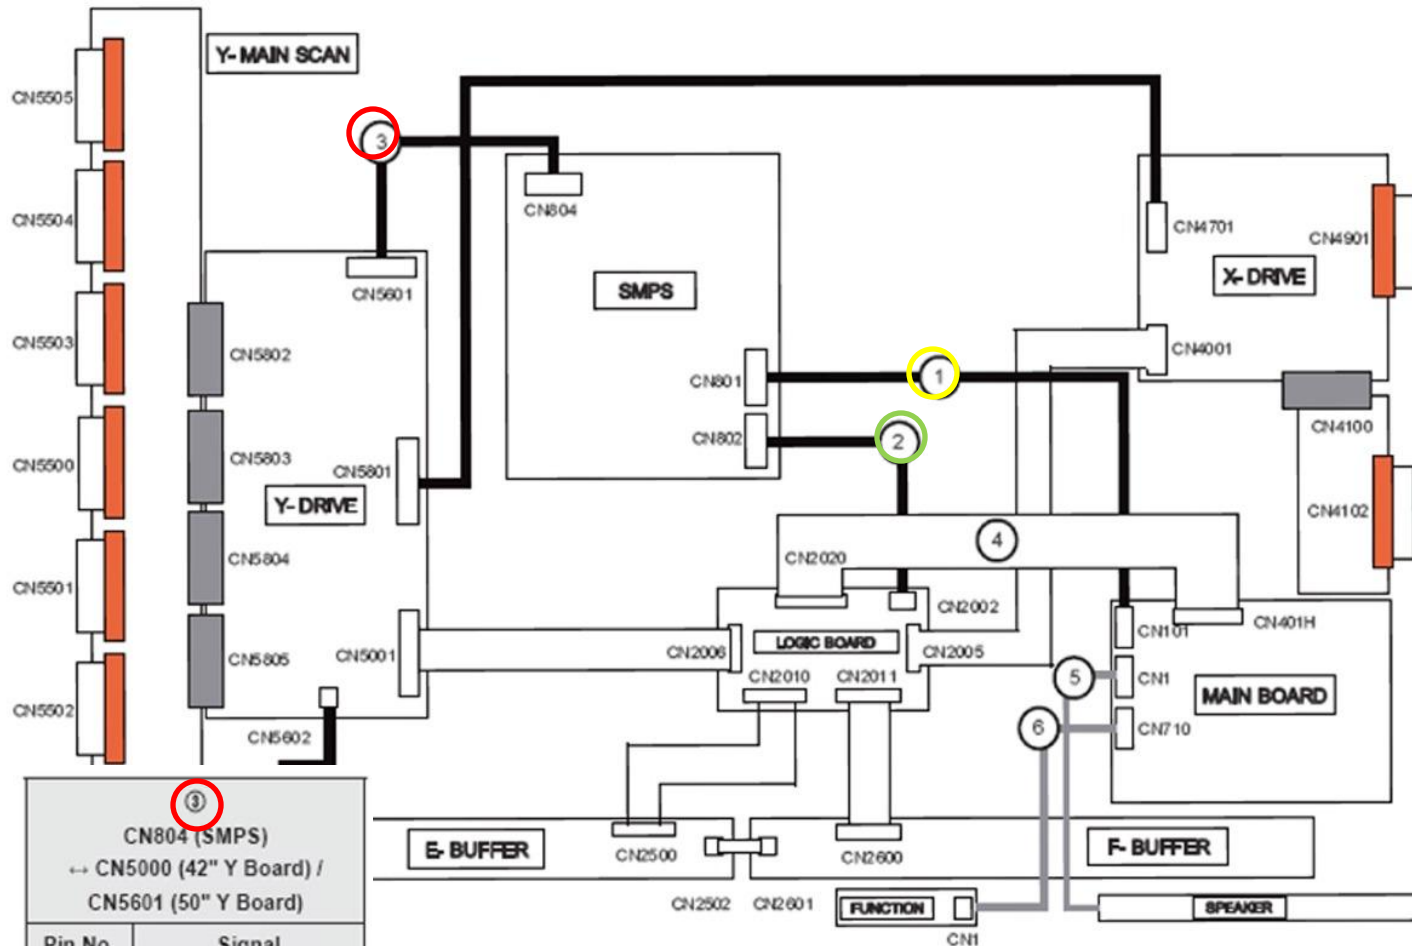 Y- MAIN SCAN
CN5505
3
CN804
CN4701
CN4901
CN5504
X- DRIVE
SMPS
CN5601
CN5503
CN5802
CN4001
CN801
1
CN4100
CN802
2
CN5803
CN5500
CN5801
Y- DRIVE
CN4102
4
CN5804
CN2020
CN5501
CN2002
CN101
CN401H
LOGIC BOARD
CN5805
CN5001
CN2006
CN2005
CN2010
CN2011
5
CN1
MAIN BOARD
CN5502
CN5602
6
CN710
③
CN804 (SMPS)
↔ CN5000 (42" Y Board) /
CN5601 (50" Y Board)
Pin No
Signal
E- BUFFER
CN2500
CN2600
F- BUFFER
CN2502
CN2601
FUNCTION
SPEAKER
CN1